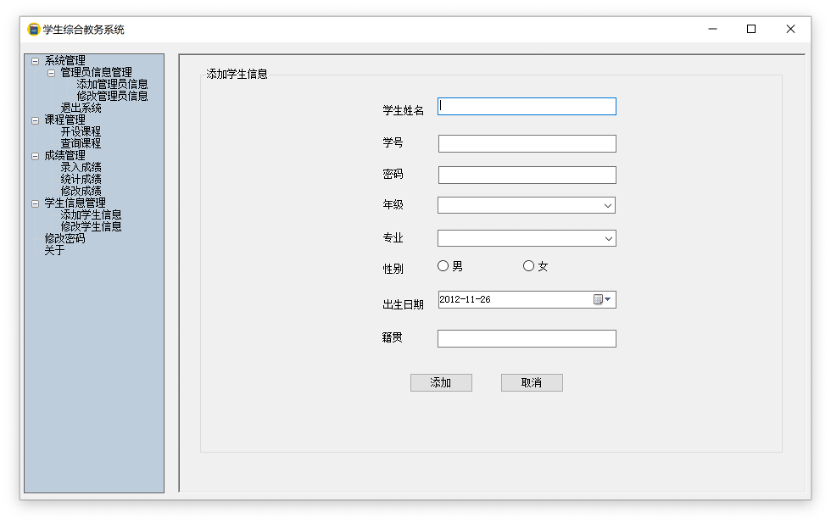 学生综合教务系统
系统管理
管理员信息管理
添加管理员信息
修改管理员信息
退出系统
课程管理
开设课程
查询课程
成绩管理
录入成绩
统计成绩
修改成绩
学生信息管理
添加学生信息
修改学生信息
修改密码
关于
添加学生信息
学生姓名
学号
密码
年级
专业
性别 男 女
出生日期 2012-11-26
籍贯
添加 取消